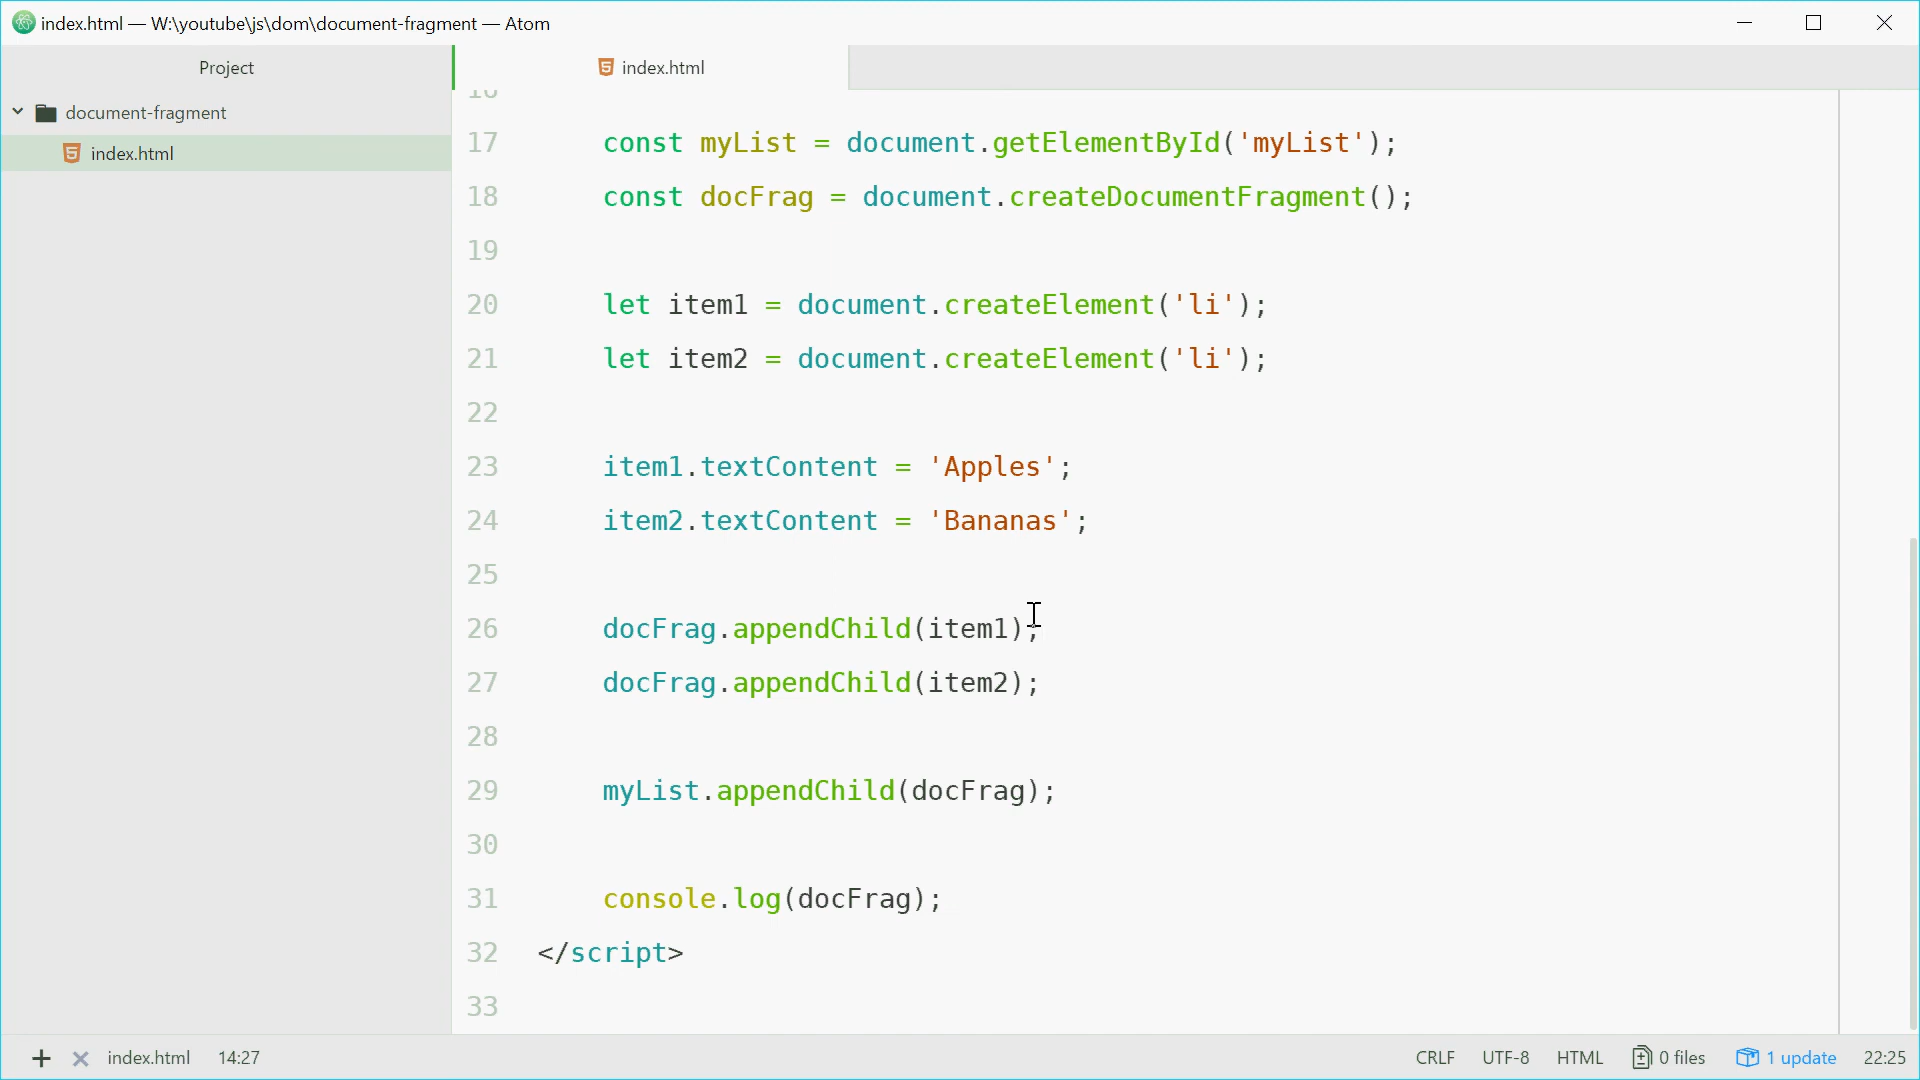 index.html — W:\youtube\js\dom\document-fragment — Atom
Project
index.html
document-fragment
index.html
16
17 const myList = document.getElementById('myList');
18 const docFrag = document.createDocumentFragment();
19
20 let item1 = document.createElement('li');
21 let item2 = document.createElement('li');
22
23 item1.textContent = 'Apples';
24 item2.textContent = 'Bananas';
25
26 docFrag.appendChild(item1);
27 docFrag.appendChild(item2);
28
29 myList.appendChild(docFrag);
30
31 console.log(docFrag);
32 </script>
33
index.html 14:27 CRLF UTF-8 HTML 0 files 1 update 22:25